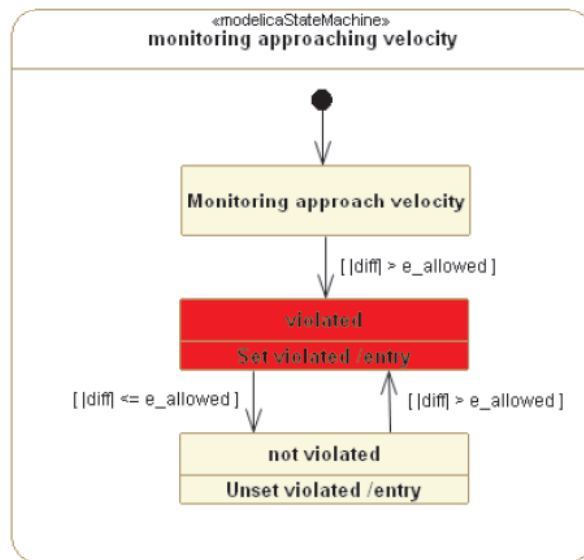 «modelicaStateMachine»
monitoring approaching velocity
Monitoring approach velocity
[ |diff| > e_allowed ]
violated
Set violated /entry
[ |diff| <= e_allowed ]
[ |diff| > e_allowed ]
not violated
Unset violated /entry